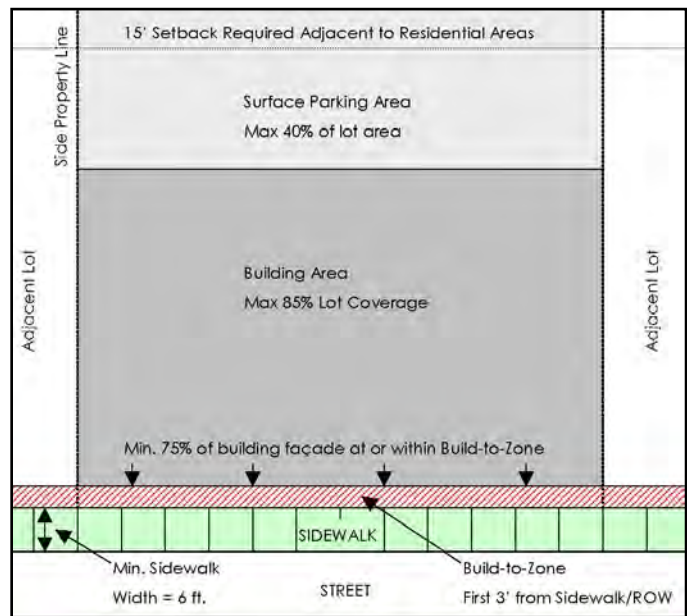 15' Setback Required Adjacent to Residential Areas
Side Property Line
Surface Parking Area
Max 40% of lot area
Adjacent Lot
Building Area
Max 85% Lot Coverage
Adjacent Lot
Min. 75% of building façade at or within Build-to-Zone
SIDEWALK
Min. Sidewalk
Width = 6 ft.
STREET
Build-to-Zone
First 3' from Sidewalk/ROW